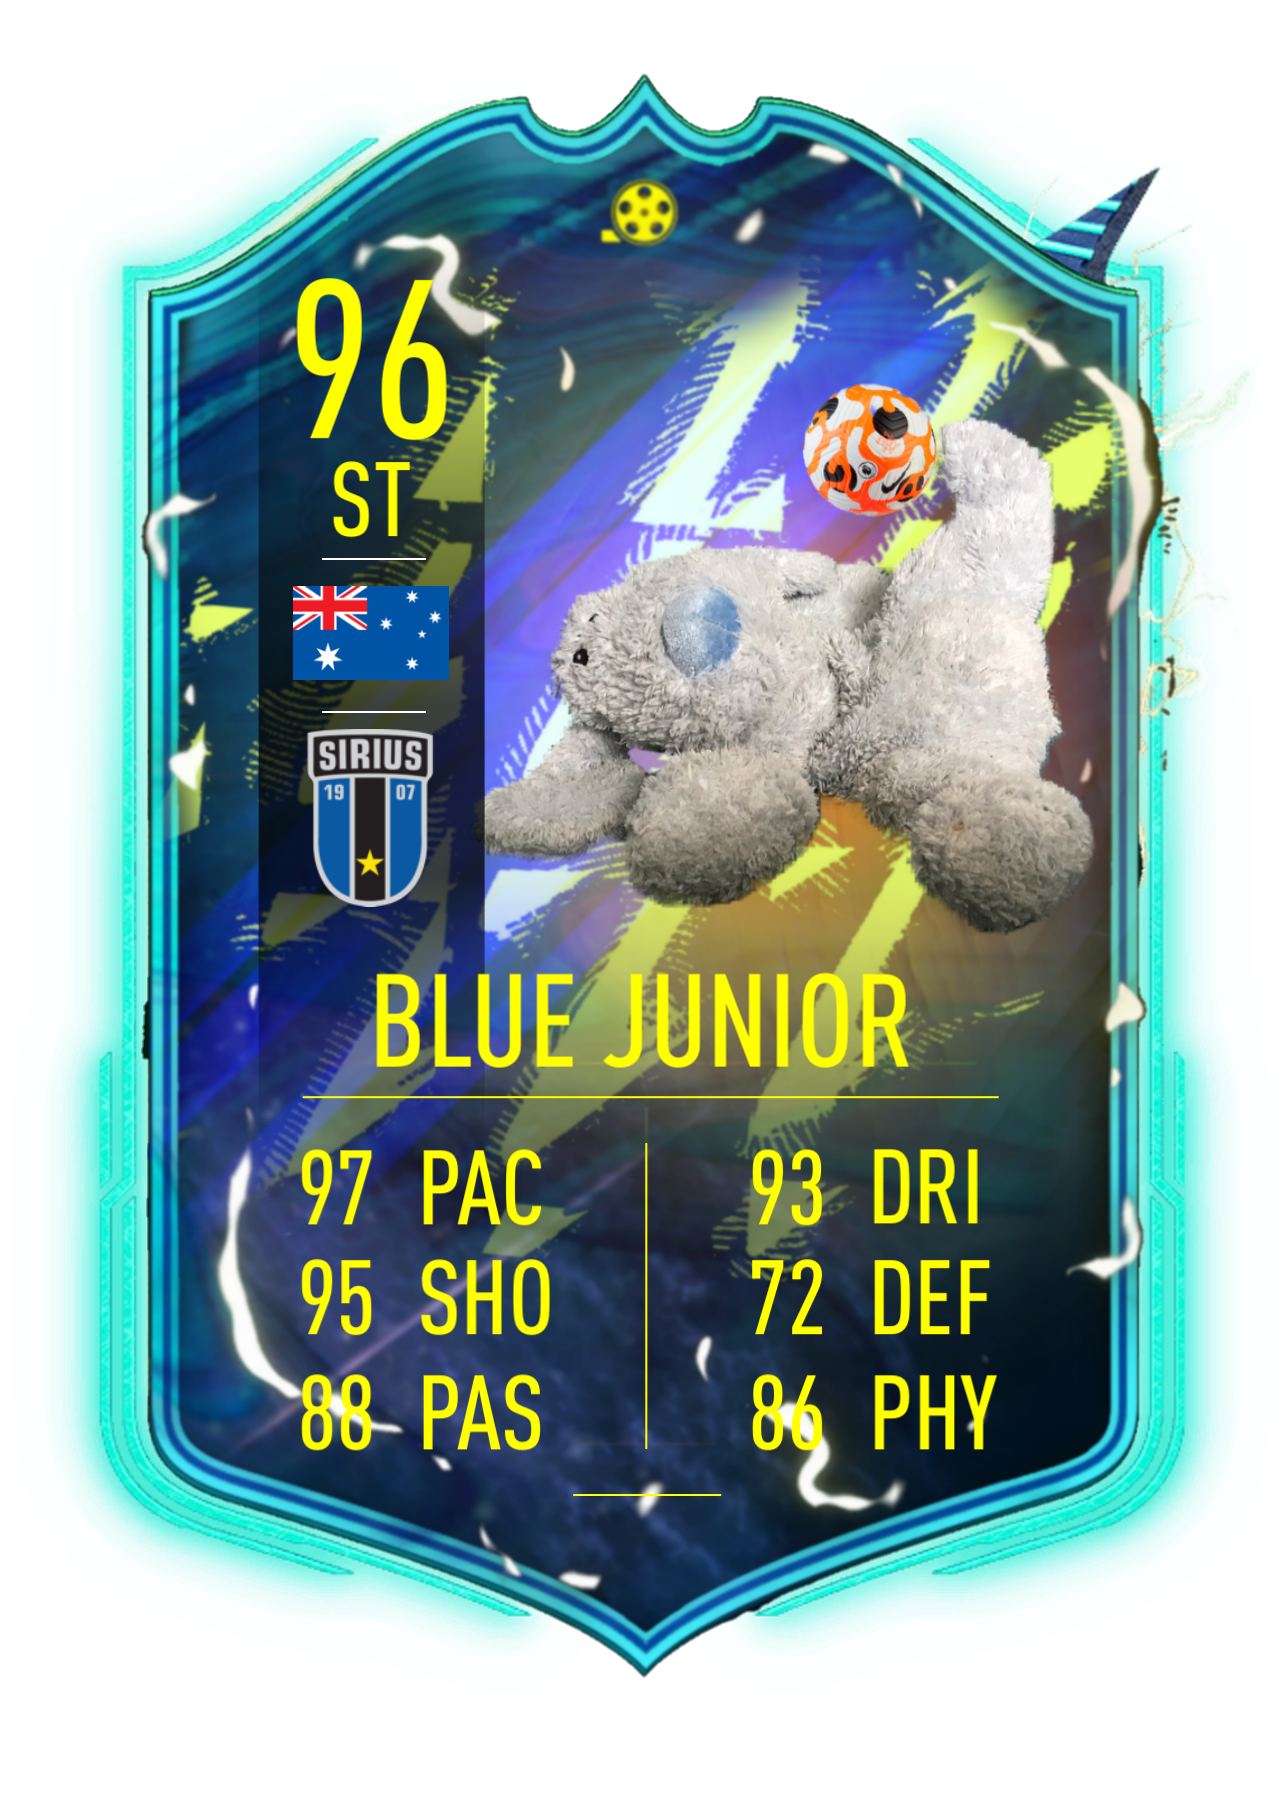 96
ST
SIRIUS
19 07
BLUE JUNIOR
97 PAC
95 SHO
88 PAS
93 DRI
72 DEF
86 PHY